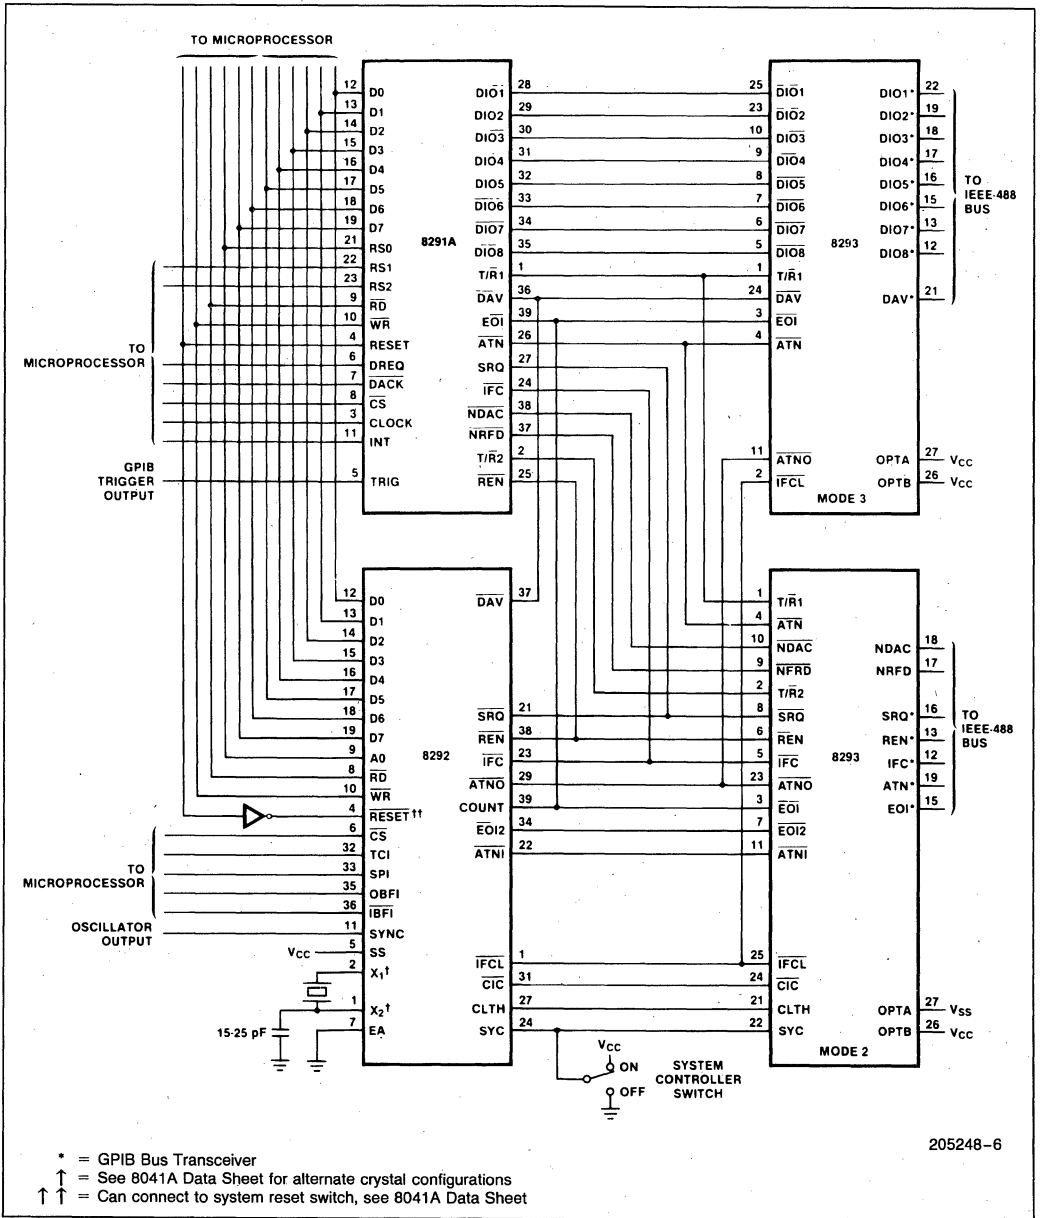 TO MICROPROCESSOR
12 D0
13 D1
14 D2
15 D3
16 D4
17 D5
18 D6
19 D7
21 RS0
22 RS1
23 RS2
9 RD
10 WR
4 RESET
6 DREQ
7 DACK
8 CS
3 CLOCK
11 INT
5 TRIG
TO
MICROPROCESSOR
GPIB
TRIGGER
OUTPUT
8291A
DIO1 28
DIO2 29
DIO3 30
DIO4 31
DIO5 32
DIO6 33
DIO7 34
DIO8 35
T/R1 1
DAV 36
EOI 39
ATN 26
SRQ 27
IFC 24
NDAC 38
NRFD 37
T/R2 2
REN 25
25 DIO1
23 DIO2
10 DIO3
9 DIO4
8 DIO5
7 DIO6
6 DIO7
5 DIO8
1 T/R1
24 DAV
3 EOI
4 ATN
11 ATNO
2 IFCL
8293
DIO1* 22
DIO2* 19
DIO3* 18
DIO4* 17
DIO5* 16
DIO6* 15
DIO7* 13
DIO8* 12
DAV* 21
TO
IEEE-488
BUS
OPTA 27 VCC
OPTB 26 VCC
MODE 3
12 D0
13 D1
14 D2
15 D3
16 D4
17 D5
18 D6
19 D7
9 A0
8 RD
10 WR
4 RESET††
6 CS
32 TCI
33 SPI
35 OBFI
36 IBFI
11 SYNC
VCC 5 SS
2 X1†
1 X2†
7 EA
TO
MICROPROCESSOR
OSCILLATOR
OUTPUT
15-25 pF
8292
DAV 37
SRQ 21
REN 38
IFC 23
ATNO 29
COUNT 39
EOI2 34
ATNI 22
IFCL 1
CIC 31
CLTH 27
SYC 24
VCC
ON
OFF
SYSTEM
CONTROLLER
SWITCH
1 T/R1
4 ATN
10 NDAC
9 NFRD
2 T/R2
8 SRQ
6 REN
5 IFC
23 ATNO
3 EOI
7 EOI2
11 ATNI
25 IFCL
24 CIC
21 CLTH
22 SYC
8293
NDAC 18
NRFD 17
SRQ* 16
REN* 13
IFC* 12
ATN* 19
EOI* 15
TO
IEEE-488
BUS
OPTA 27 VSS
OPTB 26 VCC
MODE 2
205248-6
* = GPIB Bus Transceiver
↑ = See 8041A Data Sheet for alternate crystal configurations
↑ ↑ = Can connect to system reset switch, see 8041A Data Sheet